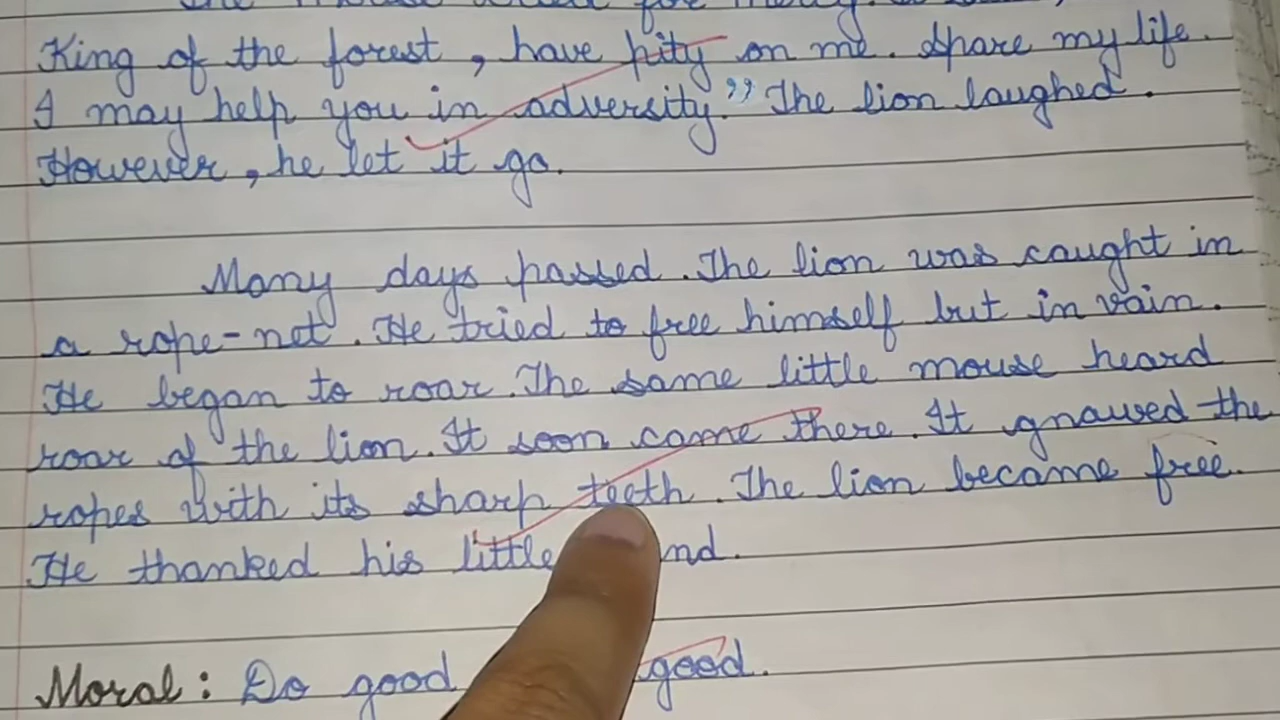 King of the forest, have pity on me. Spare my life.
I may help you in adversity." The lion laughed.
However, he let it go.
Many days passed. The lion was caught in
a rope-net. He tried to free himself but in vain.
He began to roar. The same little mouse heard
roar of the lion. It soon came there. It gnawed the
ropes with its sharp teeth. The lion became free.
He thanked his little nd.
Moral: Do good good.